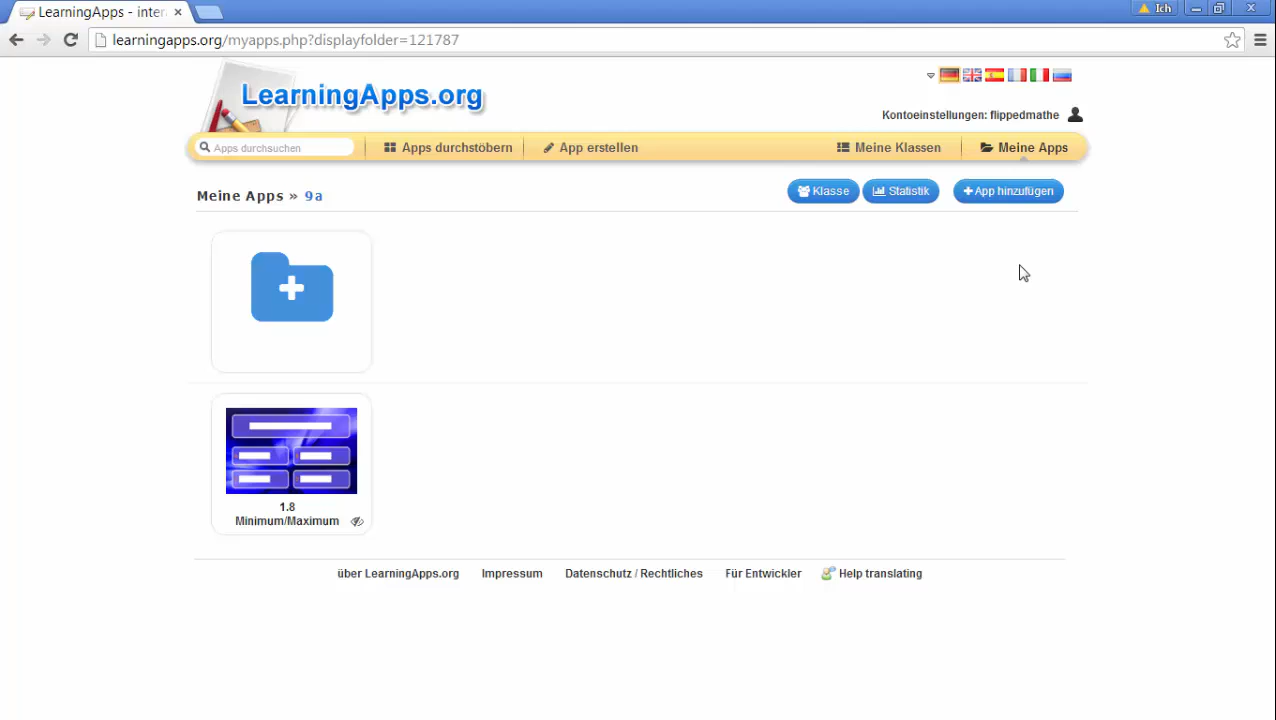 LearningApps - inter
Ich
learningapps.org/myapps.php?displayfolder=121787
LearningApps.org
Kontoeinstellungen: flippedmathe
Apps durchsuchen
Apps durchstöbern
App erstellen
Meine Klassen
Meine Apps
Meine Apps » 9a
Klasse
Statistik
App hinzufügen
1.8
Minimum/Maximum
über LearningApps.org
Impressum
Datenschutz / Rechtliches
Für Entwickler
Help translating